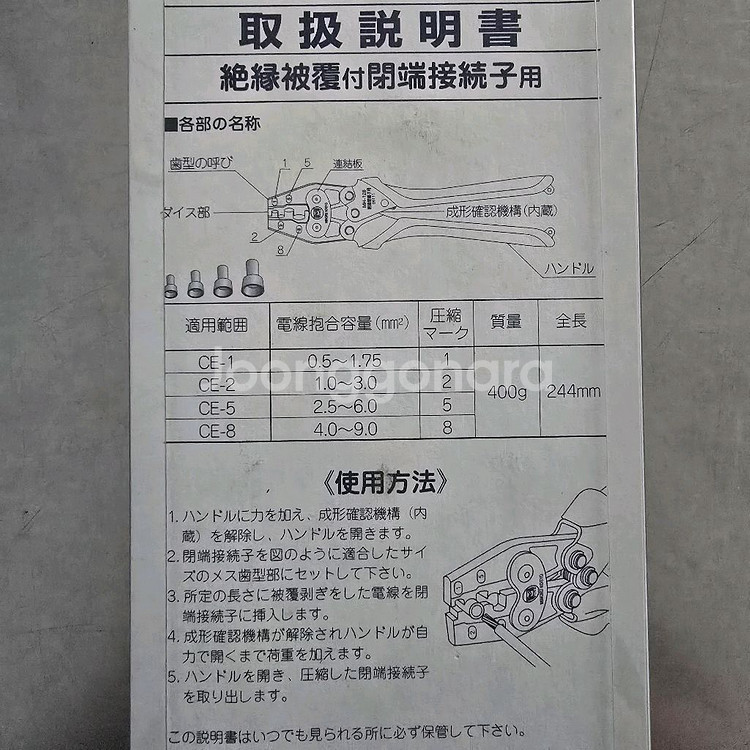 取扱説明書
絶縁被覆付閉端接続子用
■各部の名称
歯型の呼び
1
5
連結板
ダイス部
成形確認機構(内蔵)
2
8
ハンドル
適用範囲 電線抱合容量(mm²) 圧縮マーク 質量 全長
CE-1 0.5～1.75 1
CE-2 1.0～3.0 2
400g 244mm
CE-5 2.5～6.0 5
CE-8 4.0～9.0 8
joonggonara
《使用方法》
1. ハンドルに力を加え、成形確認機構(内
蔵)を解除し、ハンドルを開きます。
2. 閉端接続子を図のように適合したサイ
ズのメス歯型部にセットして下さい。
3. 所定の長さに被覆剥ぎをした電線を閉
端接続子に挿入します。
4. 成形確認機構が解除されハンドルが自
力で開くまで荷重を加えます。
5. ハンドルを開き、圧縮した閉端接続子
を取り出します。
この説明書はいつでも見られる所に必ず保管して下さい。